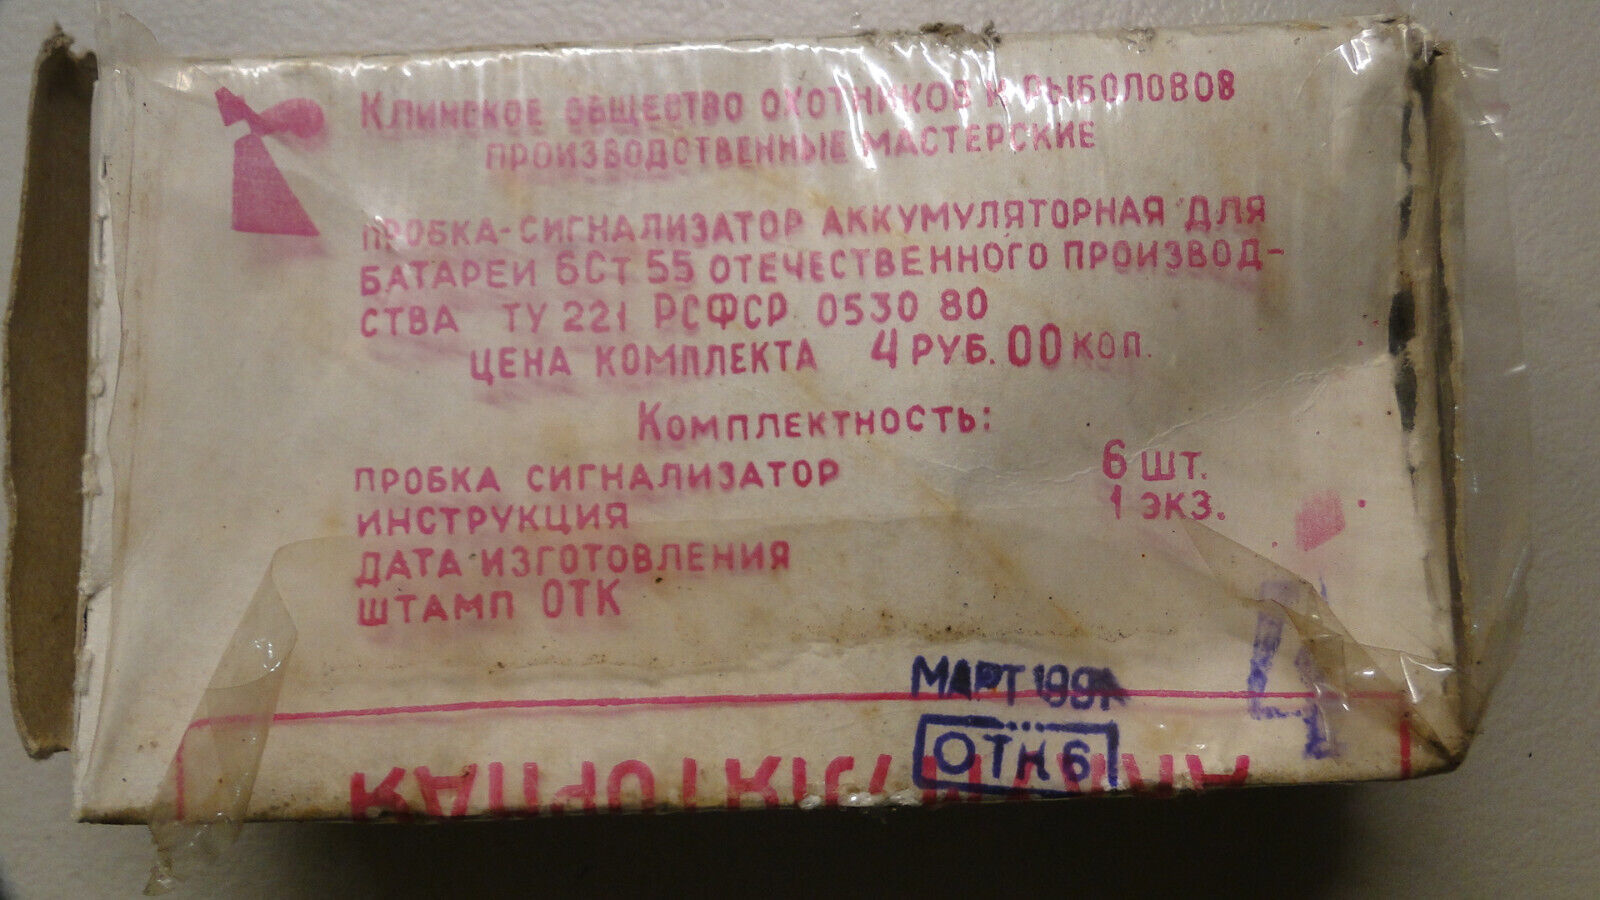 Клинское общество охотников и рыболовов
производственные мастерские
пробка-сигнализатор аккумуляторная для
батареи 6СТ 55 отечественного производ-
ства ТУ 221 РСФСР 0530 80
цена комплекта 4 руб. 00 коп.
Комплектность:
пробка сигнализатор 6 шт.
инструкция 1 экз.
дата изготовления
штамп ОТК
МАРТ 1991
ОТК 6